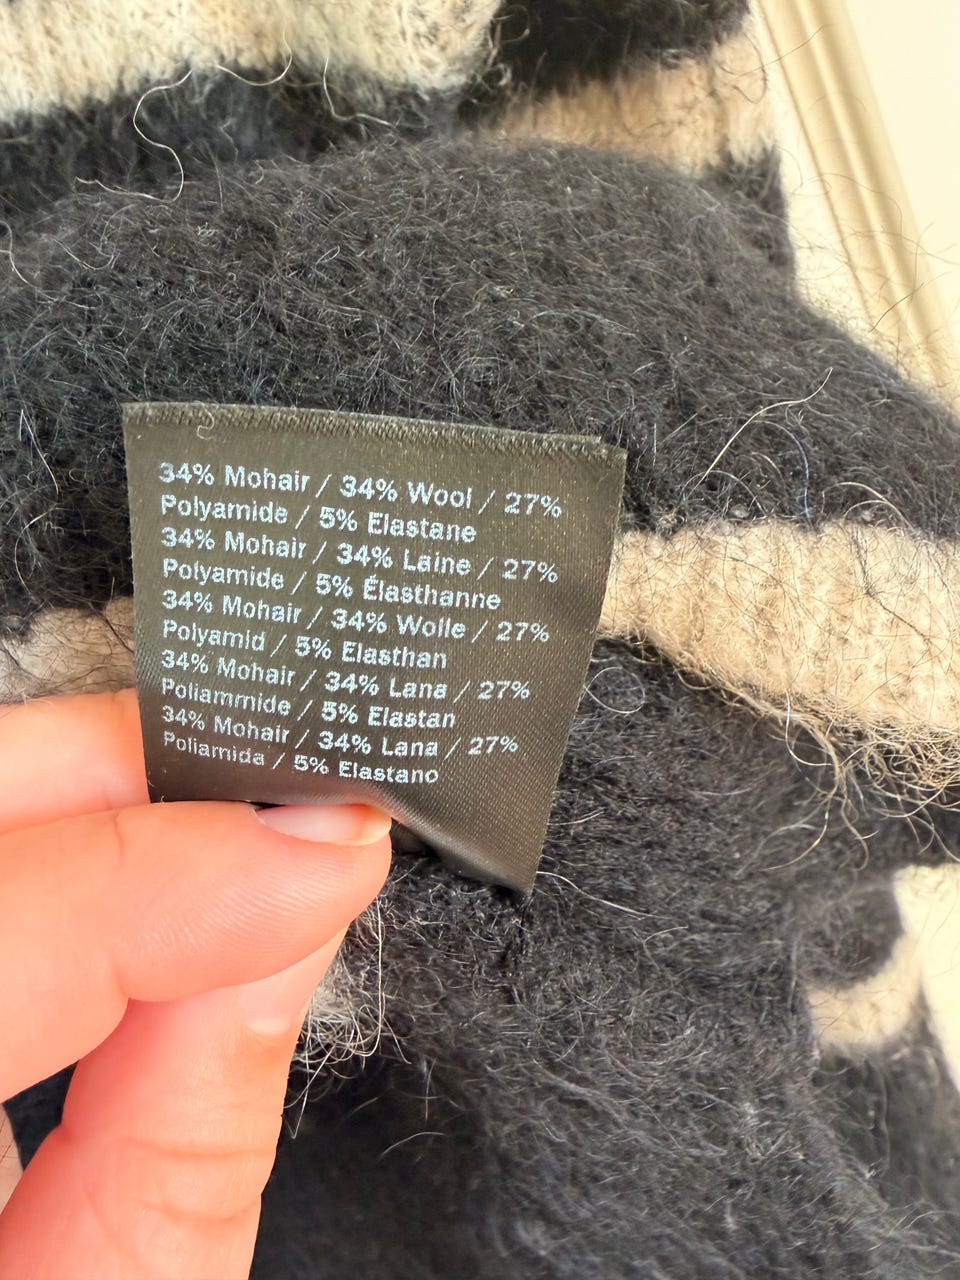 34% Mohair / 34% Wool / 27%
Polyamide / 5% Elastane
34% Mohair / 34% Laine / 27%
Polyamide / 5% Élasthanne
34% Mohair / 34% Wolle / 27%
Polyamid / 5% Elasthan
34% Mohair / 34% Lana / 27%
Poliammide / 5% Elastan
34% Mohair / 34% Lana / 27%
Poliamida / 5% Elastano